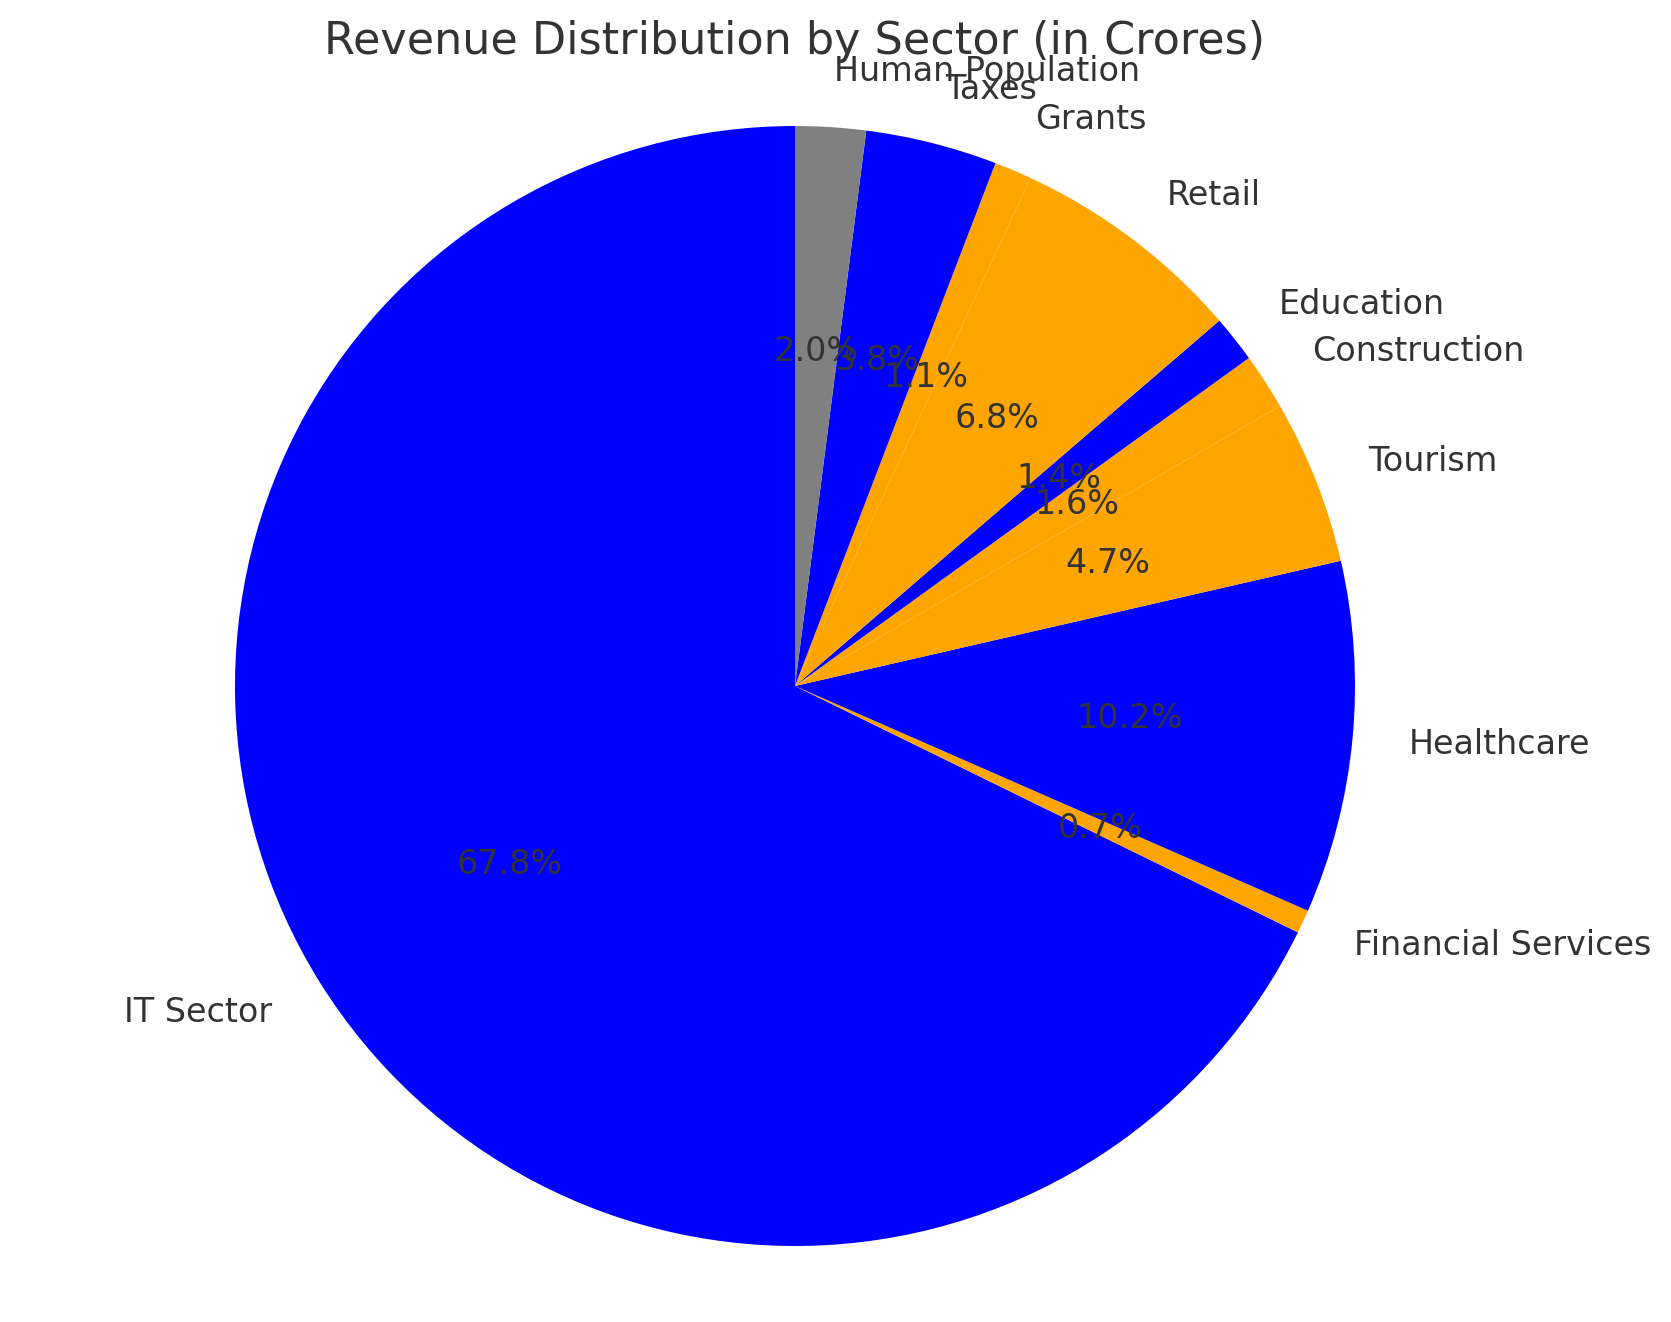 Revenue Distribution by Sector (in Crores)
Human Population
Taxes
Grants
Retail
Education
Construction
Tourism
Healthcare
Financial Services
IT Sector
2.0%
3.8%
1.1%
6.8%
1.4%
1.6%
4.7%
10.2%
0.7%
67.8%